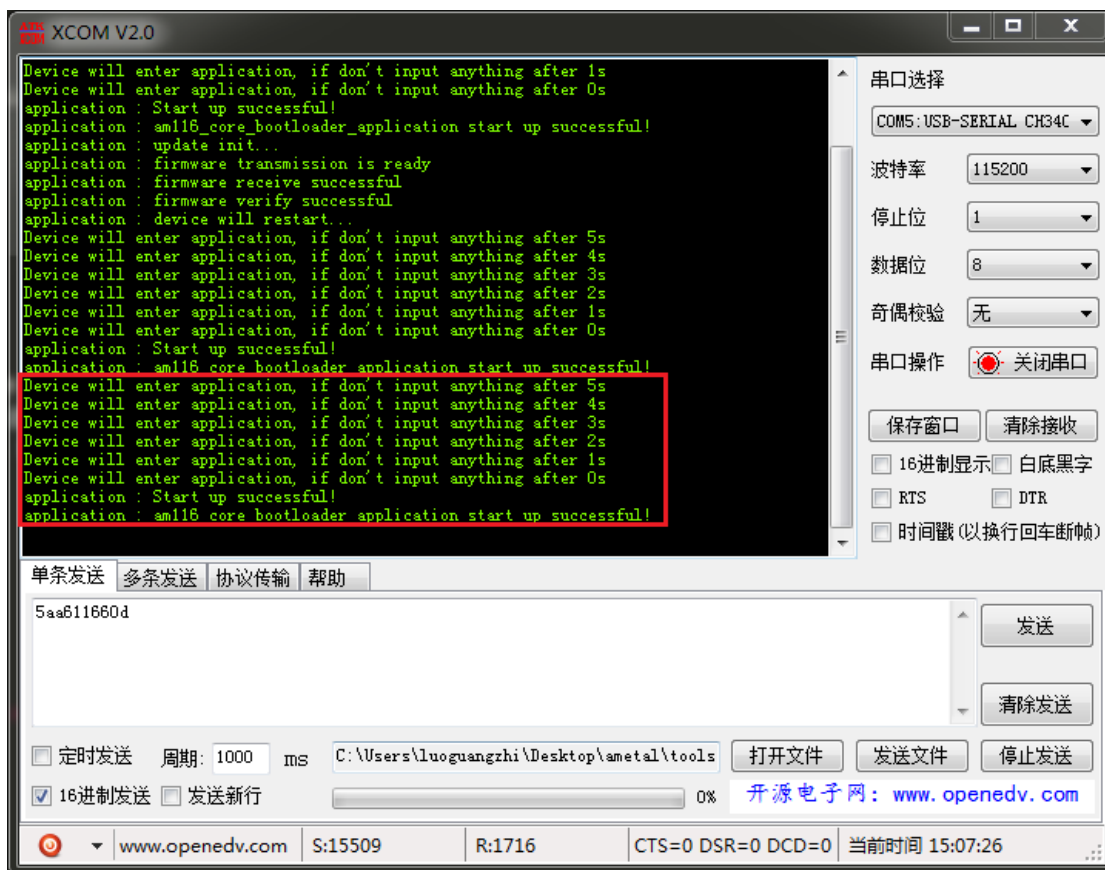 XCOM V2.0
Device will enter application, if don't input anything after 1s
Device will enter application, if don't input anything after 0s
application : Start up successful!
application : am116_core_bootloader_application start up successful!
application : update init...
application : firmware transmission is ready
application : firmware receive successful
application : firmware verify successful
application : device will restart...
Device will enter application, if don't input anything after 5s
Device will enter application, if don't input anything after 4s
Device will enter application, if don't input anything after 3s
Device will enter application, if don't input anything after 2s
Device will enter application, if don't input anything after 1s
Device will enter application, if don't input anything after 0s
application : Start up successful!
application : am116_core_bootloader_application start up successful!
Device will enter application, if don't input anything after 5s
Device will enter application, if don't input anything after 4s
Device will enter application, if don't input anything after 3s
Device will enter application, if don't input anything after 2s
Device will enter application, if don't input anything after 1s
Device will enter application, if don't input anything after 0s
application : Start up successful!
application : am116_core_bootloader_application start up successful!
串口选择
COM5:USB-SERIAL CH34C
波特率 115200
停止位 1
数据位 8
奇偶校验 无
串口操作 关闭串口
保存窗口 清除接收
16进制显示 白底黑字
RTS DTR
时间戳(以换行回车断帧)
单条发送 多条发送 协议传输 帮助
5aa611660d
发送
清除发送
定时发送 周期: 1000 ms C:\Users\luoguangzhi\Desktop\ametal\tools 打开文件 发送文件 停止发送
16进制发送 发送新行 0% 开源电子网: www.openedv.com
www.openedv.com S:15509 R:1716 CTS=0 DSR=0 DCD=0 当前时间 15:07:26